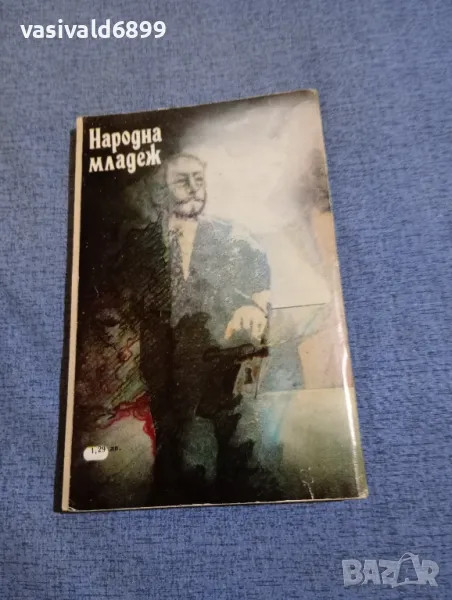 vasivald6899
Народна
младеж
1,29 лв.
BAZAR